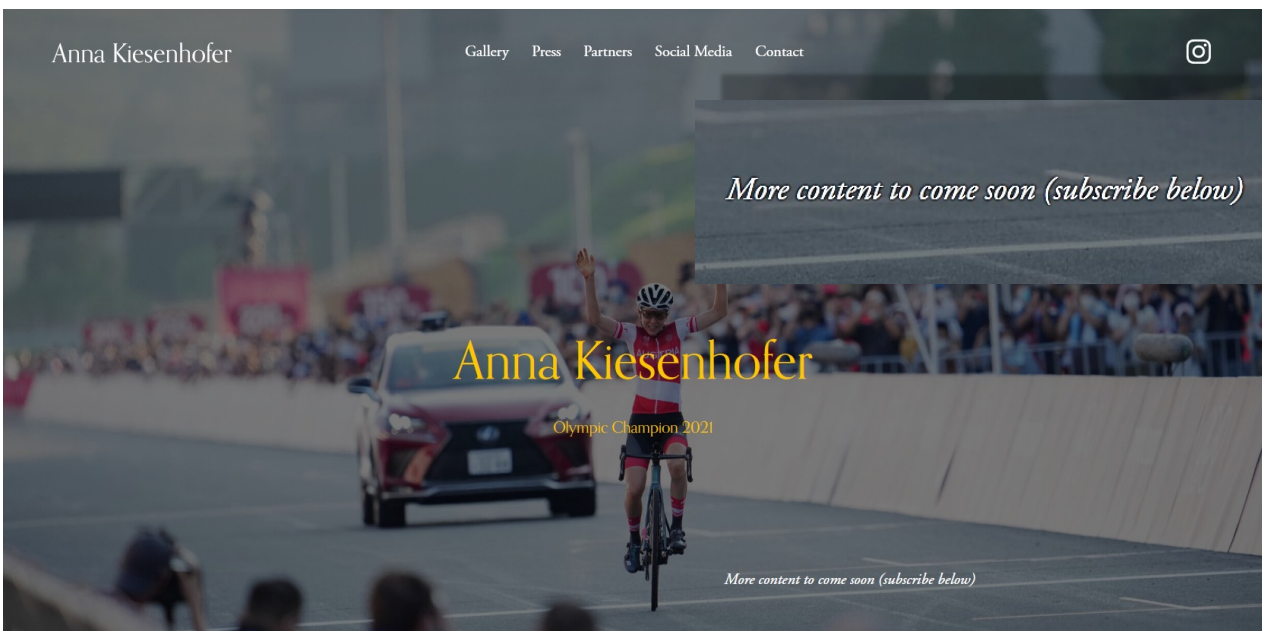 Anna Kiesenhofer
Gallery Press Partners Social Media Contact
More content to come soon (subscribe below)
Anna Kiesenhofer
Olympic Champion 2021
More content to come soon (subscribe below)